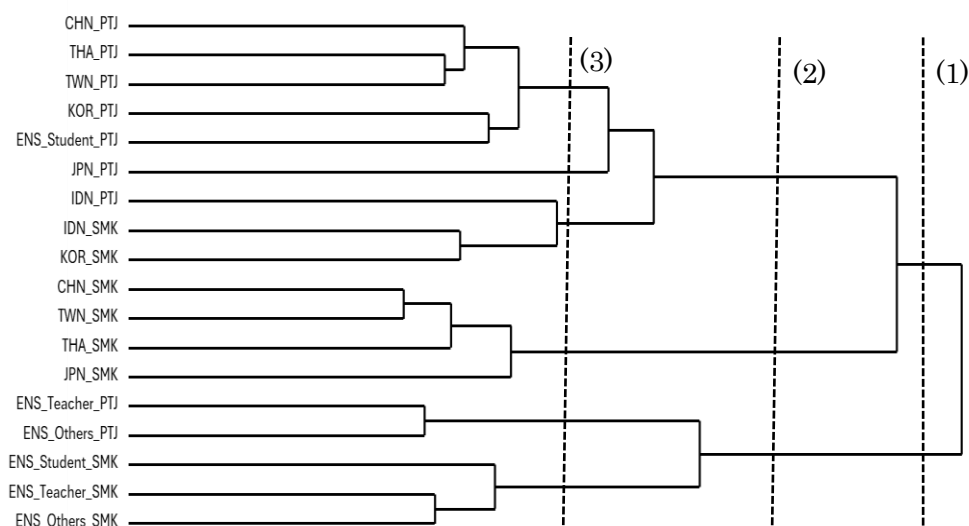 CHN_PTJ
THA_PTJ
TWN_PTJ
KOR_PTJ
ENS_Student_PTJ
JPN_PTJ
IDN_PTJ
IDN_SMK
KOR_SMK
CHN_SMK
TWN_SMK
THA_SMK
JPN_SMK
ENS_Teacher_PTJ
ENS_Others_PTJ
ENS_Student_SMK
ENS_Teacher_SMK
ENS_Others_SMK
(3)
(2)
(1)